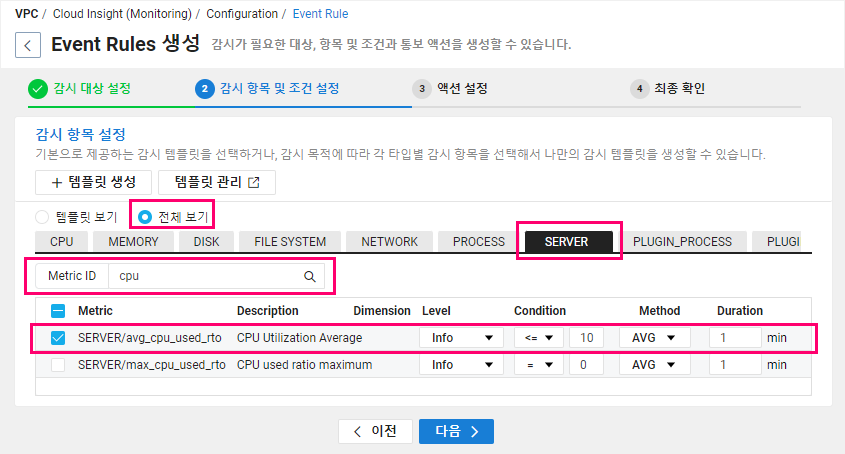 VPC / Cloud Insight (Monitoring) / Configuration / Event Rule
Event Rules 생성 감시가 필요한 대상, 항목 및 조건과 통보 액션을 생성할 수 있습니다.
감시 대상 설정 2 감시 항목 및 조건 설정 3 액션 설정 4 최종 확인
감시 항목 설정
기본으로 제공하는 감시 템플릿을 선택하거나, 감시 목적에 따라 각 타입별 감시 항목을 선택해서 나만의 감시 템플릿을 생성할 수 있습니다.
+ 템플릿 생성 템플릿 관리
템플릿 보기 전체 보기
CPU MEMORY DISK FILE SYSTEM NETWORK PROCESS SERVER PLUGIN_PROCESS PLUGI
Metric ID cpu
Metric Description Dimension Level Condition Method Duration
SERVER/avg_cpu_used_rto CPU Utilization Average Info <= 10 AVG 1 min
SERVER/max_cpu_used_rto CPU used ratio maximum Info = 0 AVG 1 min
< 이전 다음 >